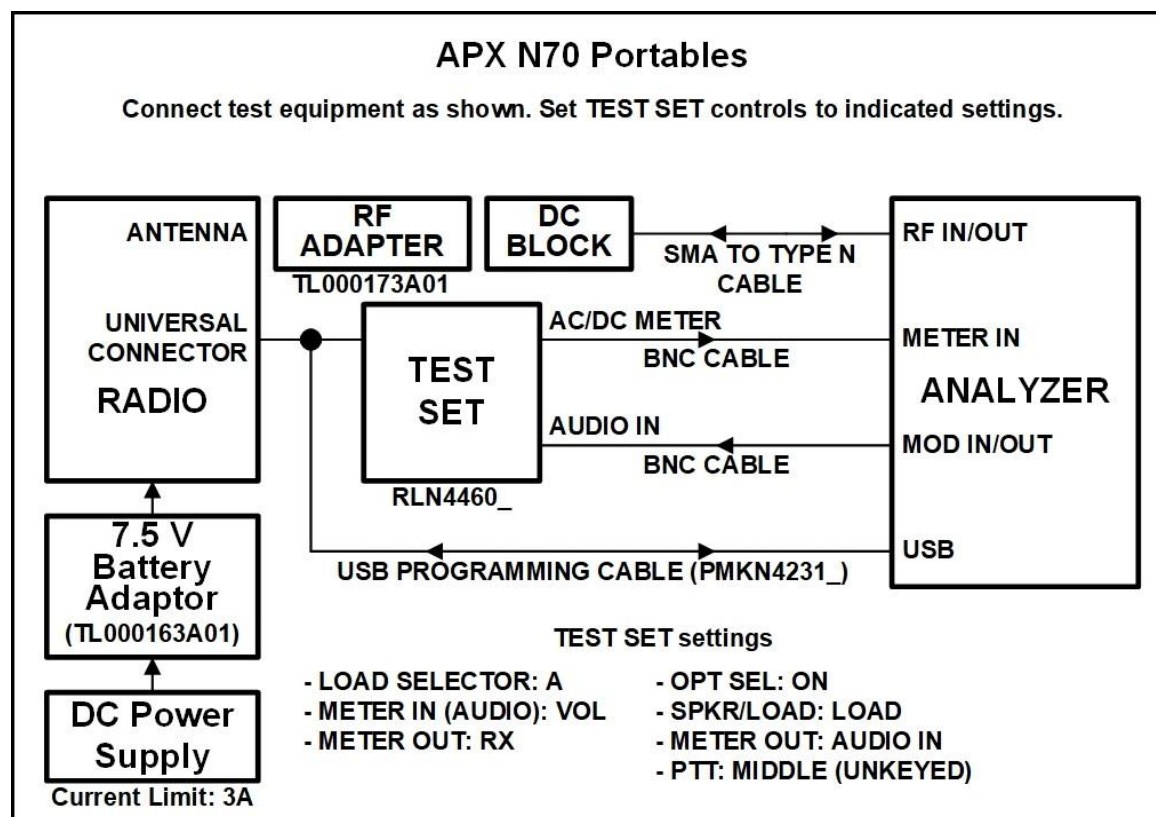 APX N70 Portables
Connect test equipment as shown. Set TEST SET controls to indicated settings.
ANTENNA
UNIVERSAL
CONNECTOR
RADIO
RF
ADAPTER
TL000173A01
DC
BLOCK
SMA TO TYPE N
CABLE
RF IN/OUT
METER IN
ANALYZER
MOD IN/OUT
USB
TEST
SET
RLN4460_
AC/DC METER
BNC CABLE
AUDIO IN
BNC CABLE
USB PROGRAMMING CABLE (PMKN4231_)
7.5 V
Battery
Adaptor
(TL000163A01)
DC Power
Supply
Current Limit: 3A
TEST SET settings
- LOAD SELECTOR: A
- METER IN (AUDIO): VOL
- METER OUT: RX
- OPT SEL: ON
- SPKR/LOAD: LOAD
- METER OUT: AUDIO IN
- PTT: MIDDLE (UNKEYED)